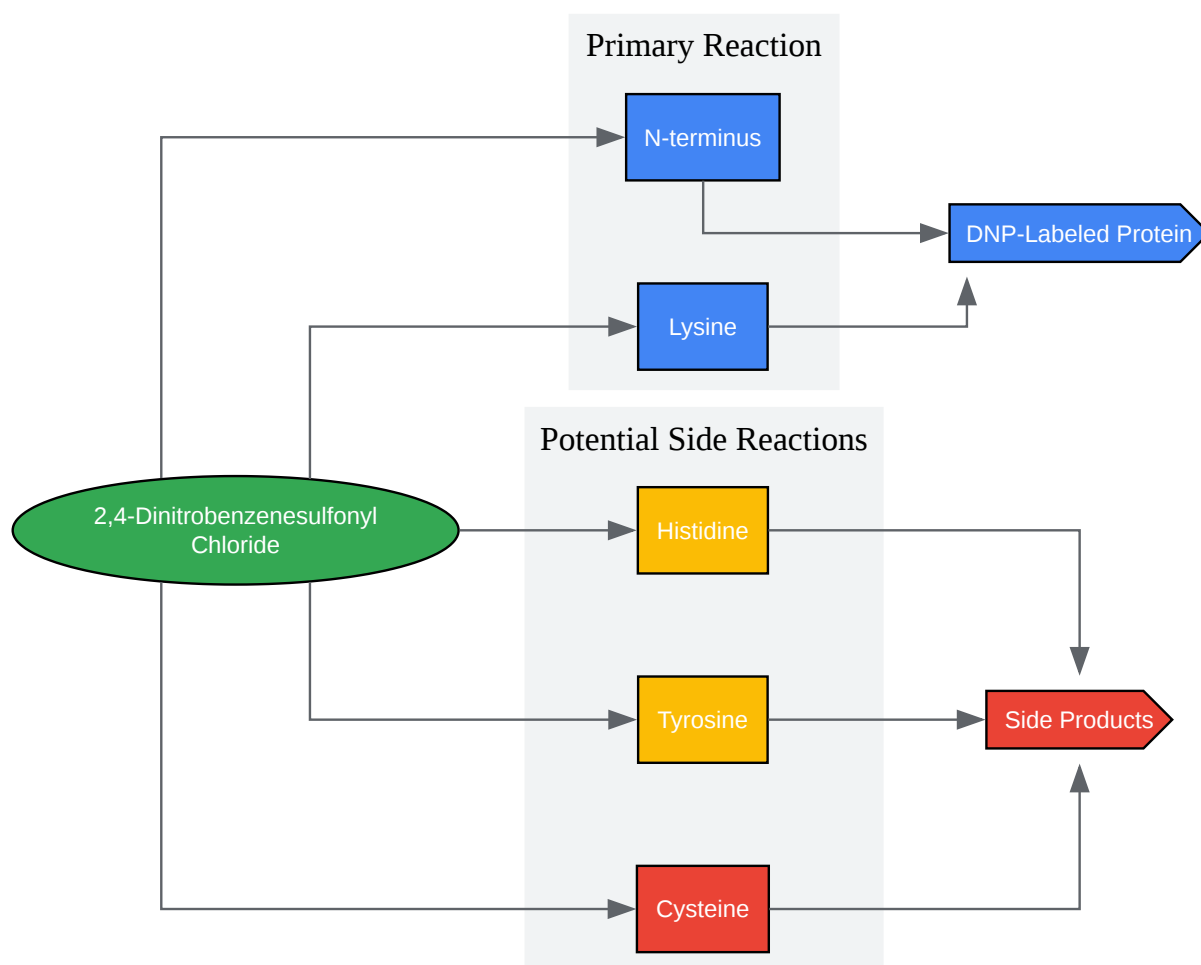 Primary Reaction
N-terminus
DNP-Labeled Protein
Lysine
Potential Side Reactions
2,4-Dinitrobenzenesulfonyl
Chloride
Histidine
Tyrosine
Side Products
Cysteine